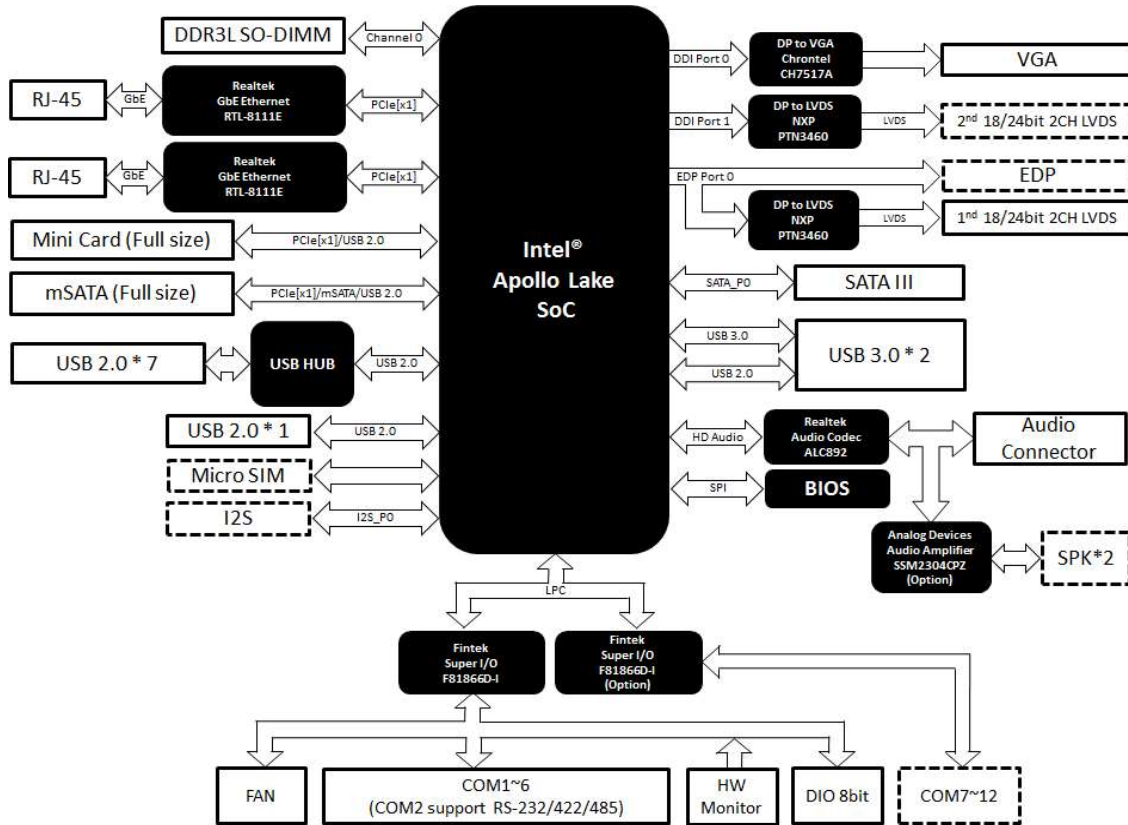 DDR3L SO-DIMM
Channel 0
RJ-45
GbE
Realtek
GbE Ethernet
RTL-8111E
PCIe[x1]
RJ-45
GbE
Realtek
GbE Ethernet
RTL-8111E
PCIe[x1]
Mini Card (Full size)
PCIe[x1]/USB 2.0
mSATA (Full size)
PCIe[x1]/mSATA/USB 2.0
USB 2.0 * 7
USB HUB
USB 2.0
USB 2.0 * 1
USB 2.0
Micro SIM
I2S
I2S_P0
Intel®
Apollo Lake
SoC
DDI Port 0
DP to VGA
Chrontel
CH7517A
VGA
DDI Port 1
DP to LVDS
NXP
PTN3460
LVDS
2nd 18/24bit 2CH LVDS
EDP Port 0
EDP
DP to LVDS
NXP
PTN3460
LVDS
1nd 18/24bit 2CH LVDS
SATA_P0
SATA III
USB 3.0
USB 2.0
USB 3.0 * 2
HD Audio
Realtek
Audio Codec
ALC892
Audio
Connector
SPI
BIOS
Analog Devices
Audio Amplifier
SSM2304CPZ
(Option)
SPK*2
LPC
Fintek
Super I/O
F81866D-I
Fintek
Super I/O
F81866D-I
(Option)
FAN
COM1~6
(COM2 support RS-232/422/485)
HW
Monitor
DIO 8bit
COM7~12